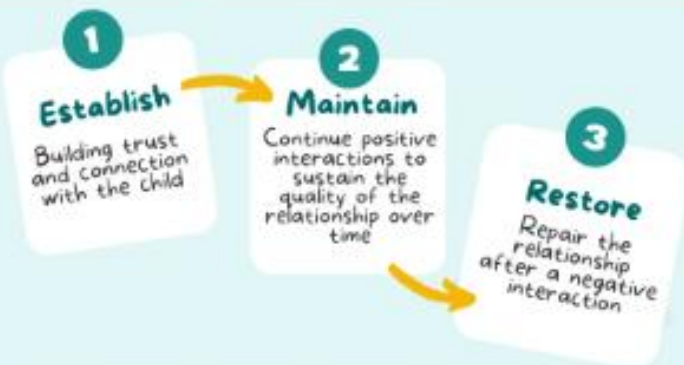 1
Establish
Building trust
and connection
with the child
2
Maintain
Continue positive
interactions to
sustain the
quality of the
relationship over
time
3
Restore
Repair the
relationship
after a negative
interaction